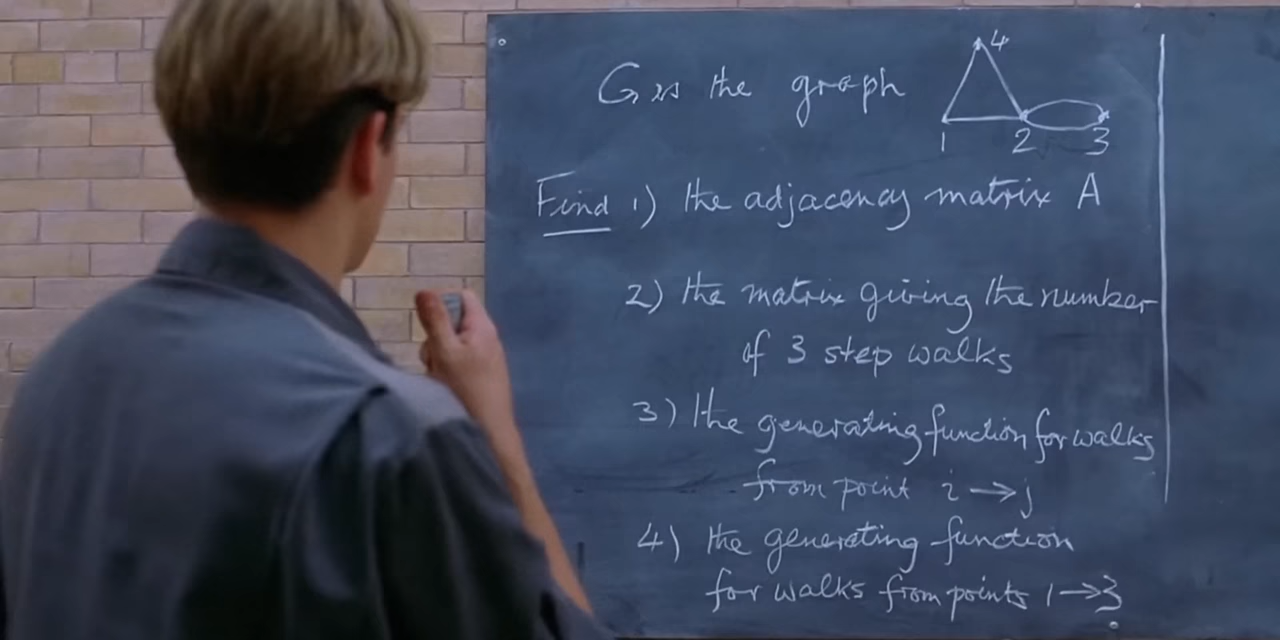 G is the graph
4
1 2 3
Find 1) the adjacency matrix A
2) the matrix giving the number
of 3 step walks
3) the generating function for walks
from point i → j
4) the generating function
for walks from points 1 → 3